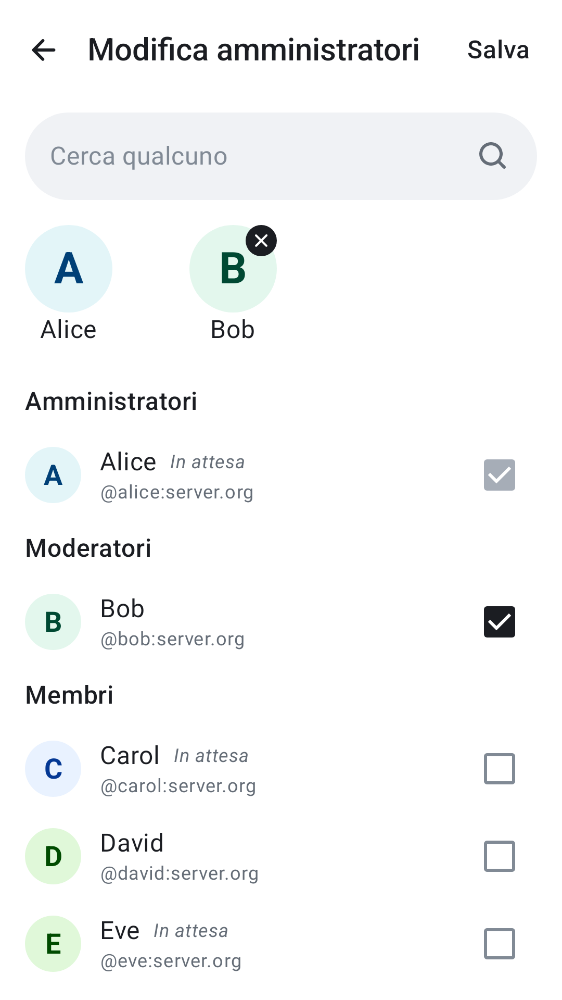 Modifica amministratori Salva
Cerca qualcuno
A B
Alice Bob
Amministratori
A Alice In attesa
@alice:server.org
Moderatori
B Bob
@bob:server.org
Membri
C Carol In attesa
@carol:server.org
D David
@david:server.org
E Eve In attesa
@eve:server.org